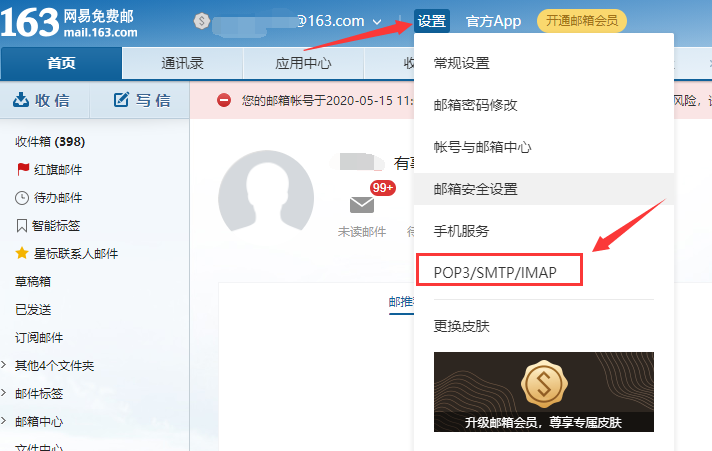 163 网易免费邮
mail.163.com
@163.com
设置
官方App
开通邮箱会员
首页
通讯录
应用中心
收
收信
写信
您的邮箱帐号于2020-05-15 11:
风险，
常规设置
邮箱密码修改
帐号与邮箱中心
邮箱安全设置
手机服务
POP3/SMTP/IMAP
更换皮肤
升级邮箱会员，尊享专属皮肤
收件箱 (398)
红旗邮件
待办邮件
智能标签
星标联系人邮件
草稿箱
已发送
订阅邮件
其他4个文件夹
邮件标签
邮箱中心
文件中心
有
99+
未读邮件
待
邮推